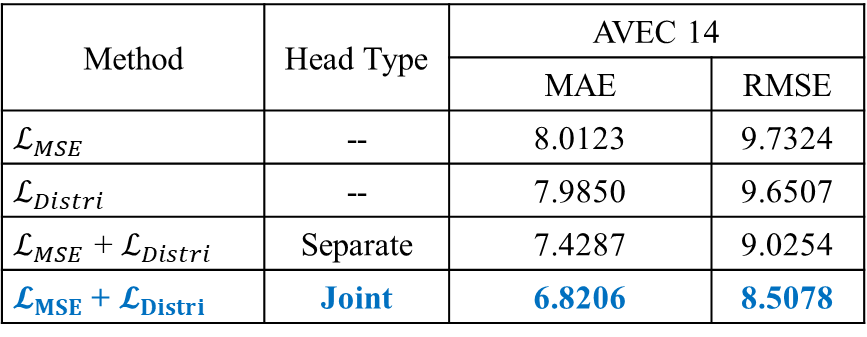 Method Head Type AVEC 14
MAE RMSE
ℒ_MSE -- 8.0123 9.7324
ℒ_Distri -- 7.9850 9.6507
ℒ_MSE + ℒ_Distri Separate 7.4287 9.0254
ℒ_MSE + ℒ_Distri Joint 6.8206 8.5078